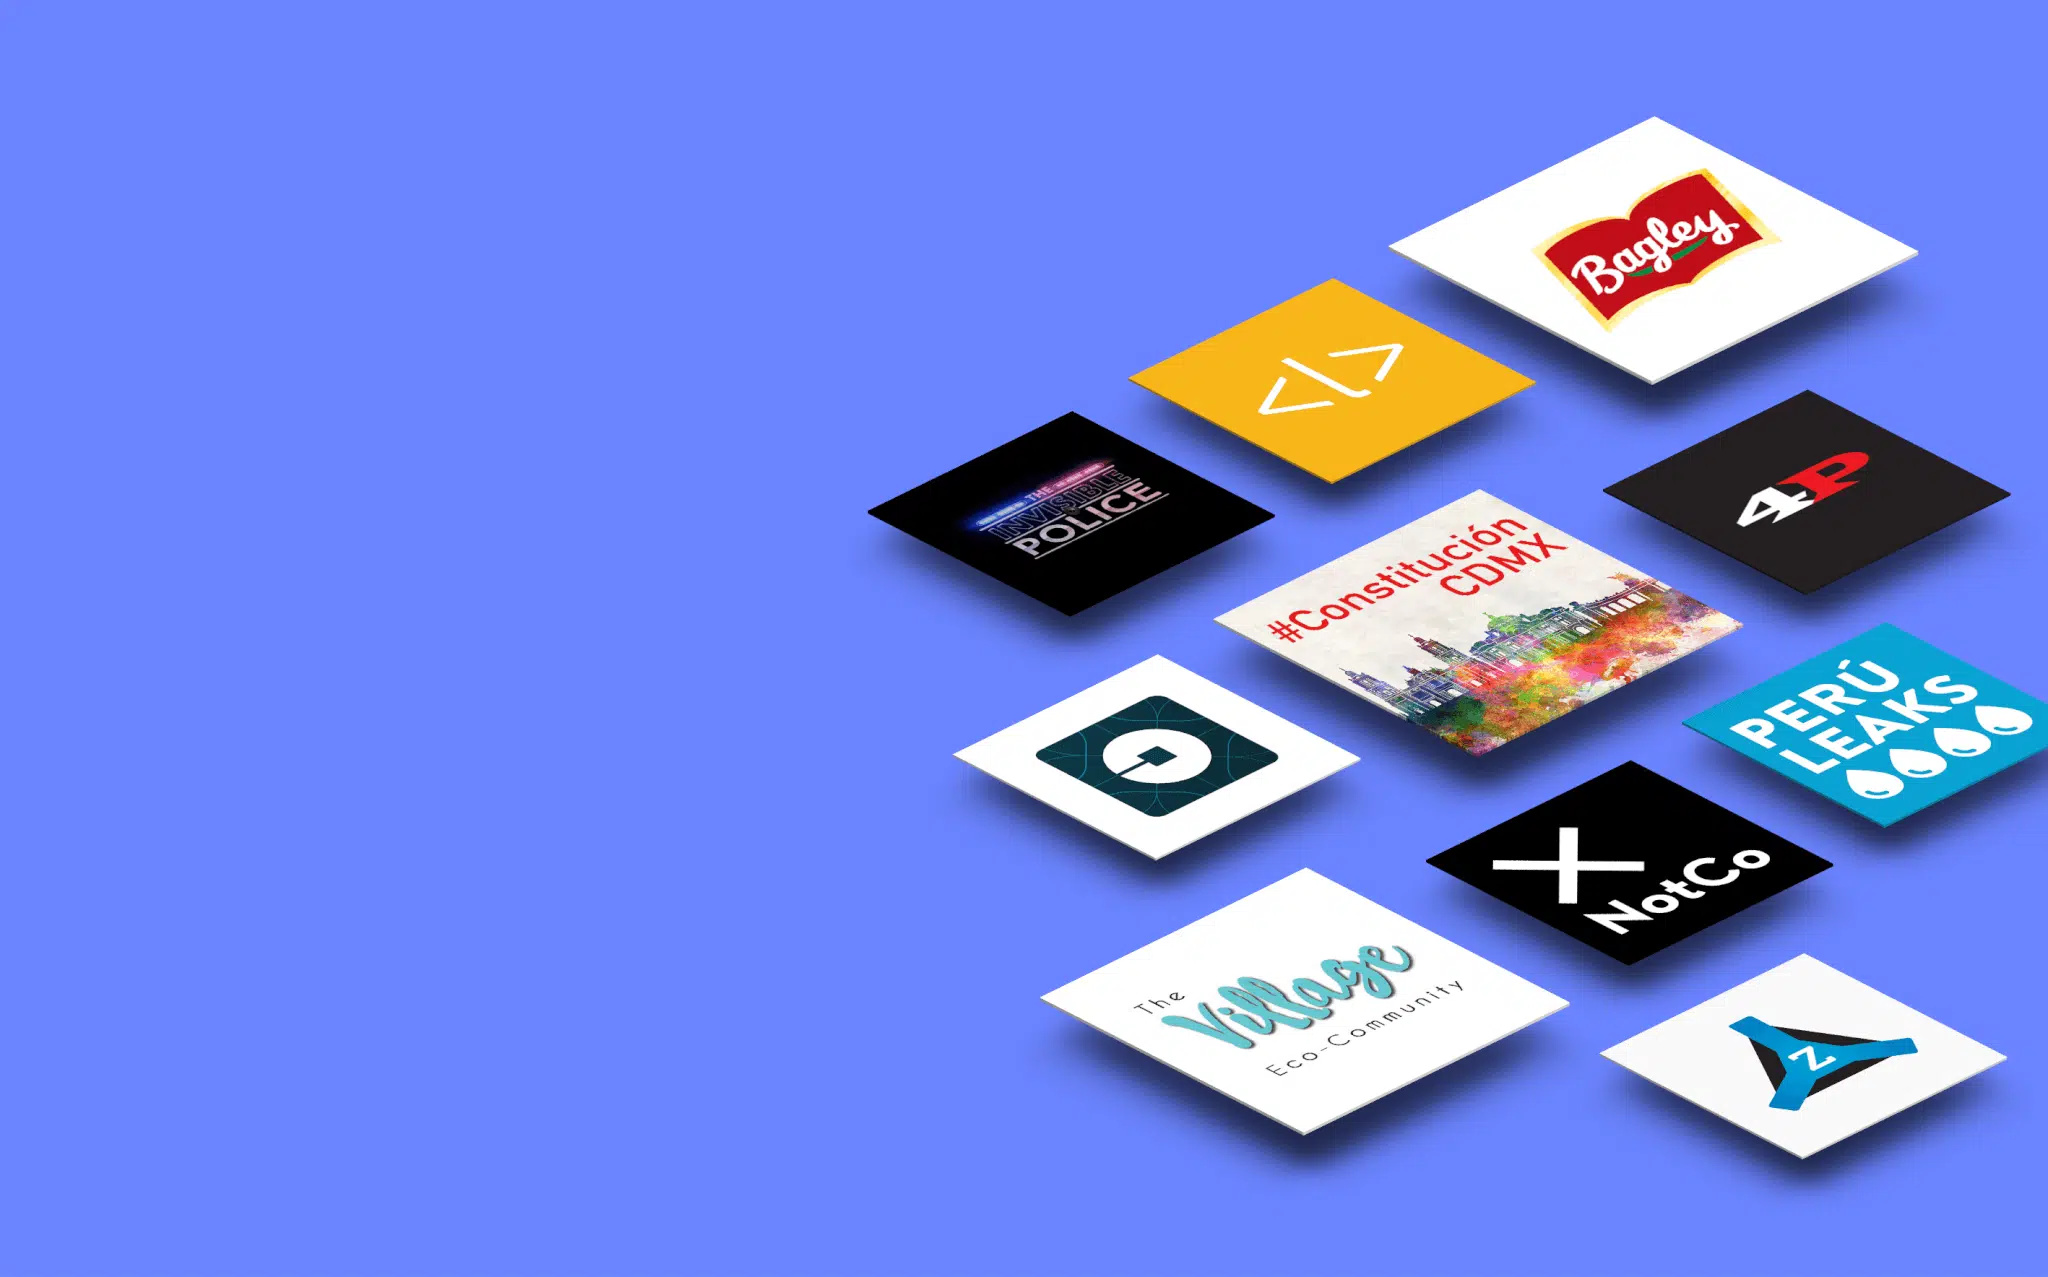 Bagley
<l>
THE
INVISIBLE
POLICE
4P
#Constitución
CDMX
PERÚ
LEAKS
NotCo
The
Village
Eco-Community
Z